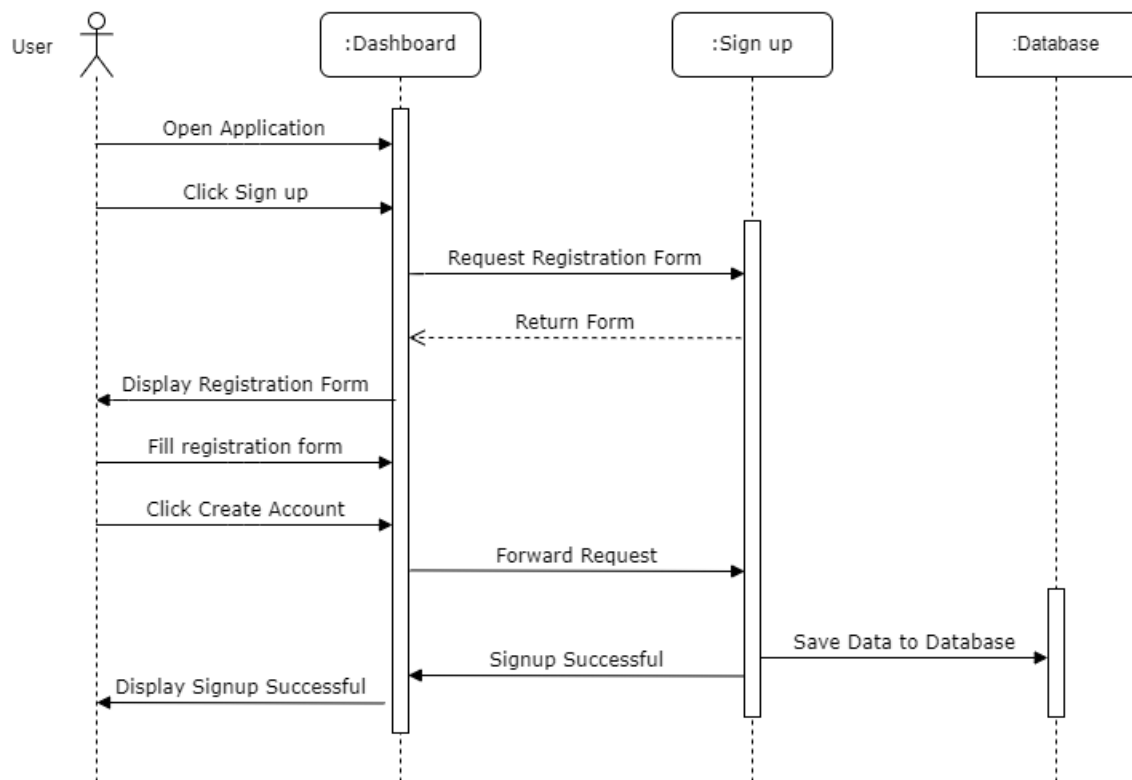 User
:Dashboard
:Sign up
:Database
Open Application
Click Sign up
Request Registration Form
Return Form
Display Registration Form
Fill registration form
Click Create Account
Forward Request
Save Data to Database
Signup Successful
Display Signup Successful